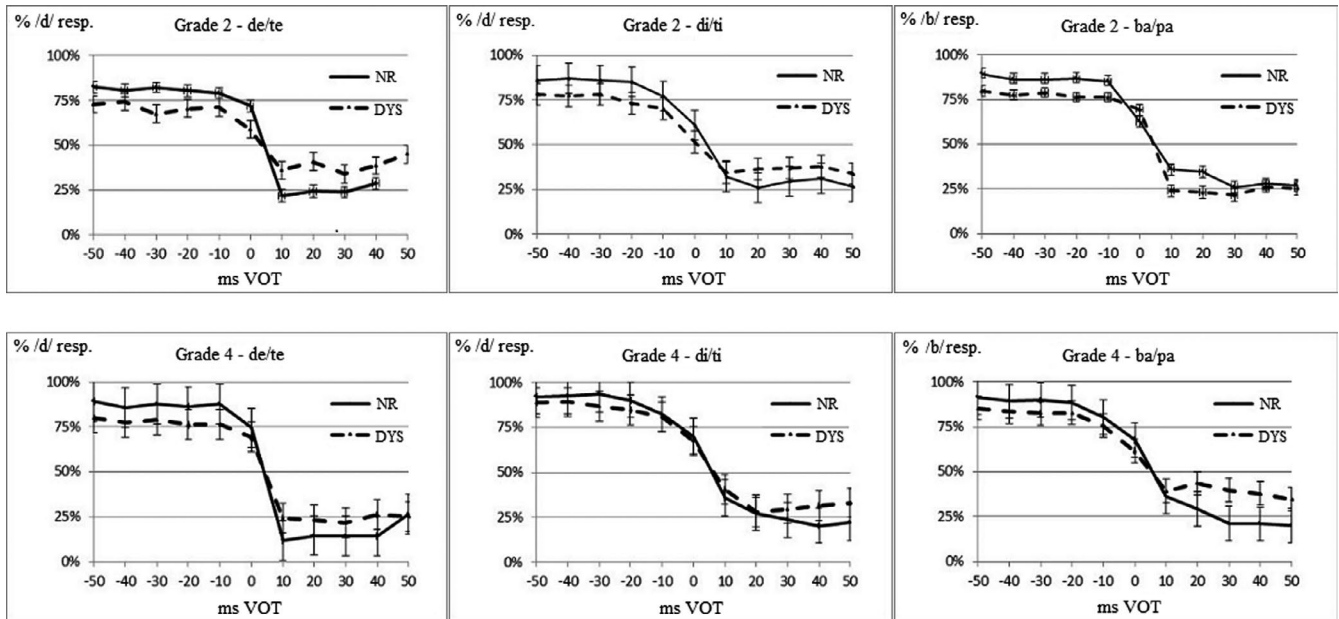 % /d/ resp.
Grade 2 - de/te
100%
75%
50%
25%
0%
NR
DYS
-50 -40 -30 -20 -10 0 10 20 30 40 50
ms VOT
% /d/ resp.
Grade 2 - di/ti
100%
75%
50%
25%
0%
NR
DYS
-50 -40 -30 -20 -10 0 10 20 30 40 50
ms VOT
% /b/ resp.
Grade 2 - ba/pa
100%
75%
50%
25%
0%
NR
DYS
-50 -40 -30 -20 -10 0 10 20 30 40 50
ms VOT
% /d/ resp.
Grade 4 - de/te
100%
75%
50%
25%
0%
NR
DYS
-50 -40 -30 -20 -10 0 10 20 30 40 50
ms VOT
% /d/ resp.
Grade 4 - di/ti
100%
75%
50%
25%
0%
NR
DYS
-50 -40 -30 -20 -10 0 10 20 30 40 50
ms VOT
% /b/ resp.
Grade 4 - ba/pa
100%
75%
50%
25%
0%
NR
DYS
-50 -40 -30 -20 -10 0 10 20 30 40 50
ms VOT